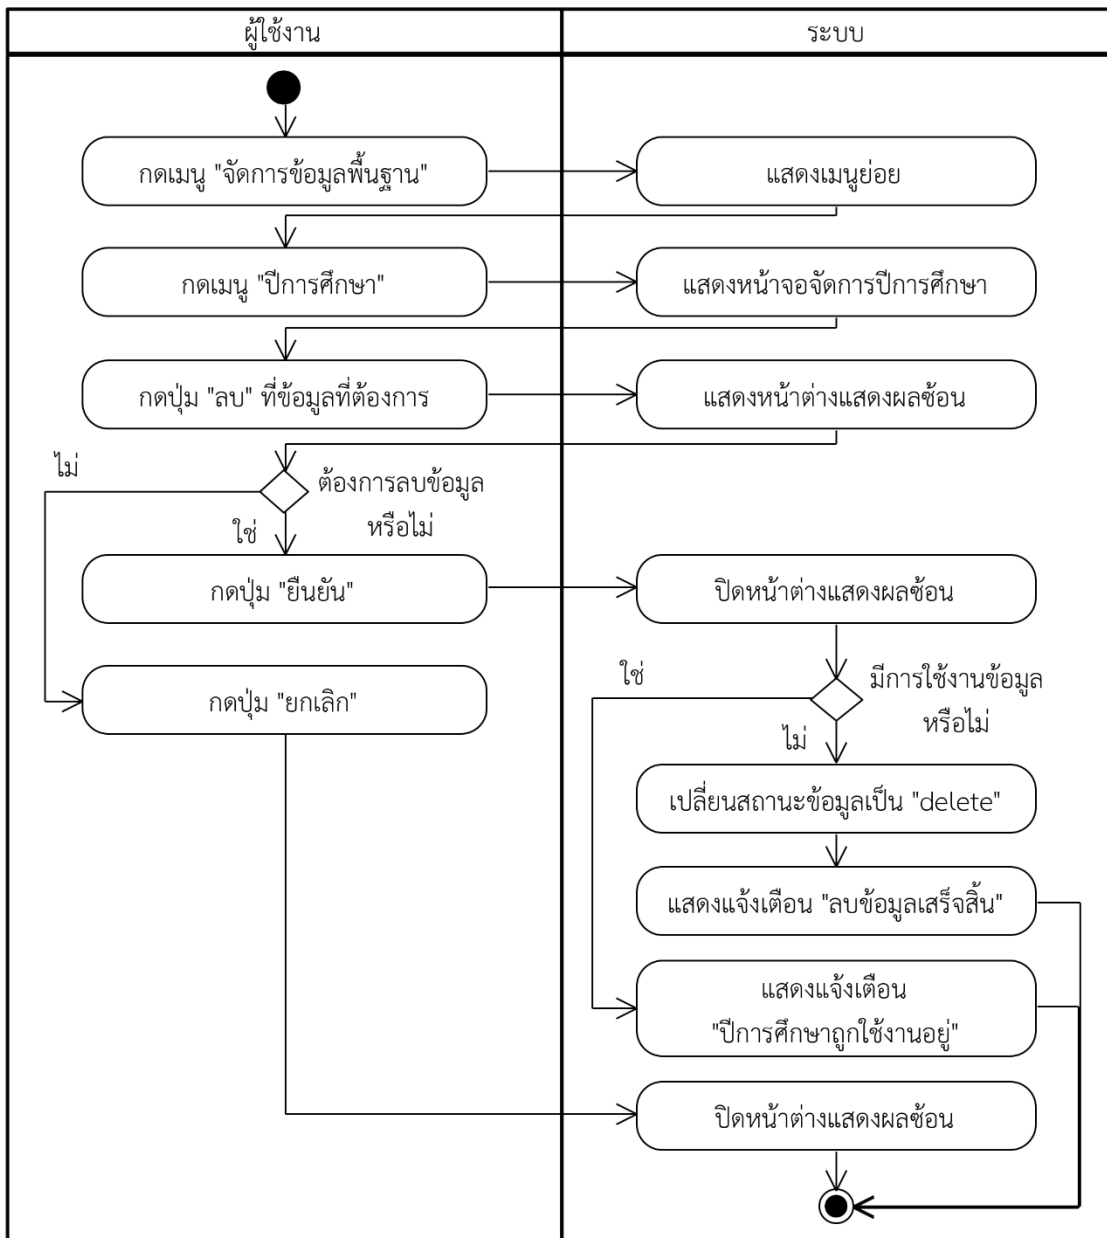 ผู้ใช้งาน
ระบบ
กดเมนู "จัดการข้อมูลพื้นฐาน"
แสดงเมนูย่อย
กดเมนู "ปีการศึกษา"
แสดงหน้าจอจัดการปีการศึกษา
กดปุ่ม "ลบ" ที่ข้อมูลที่ต้องการ
แสดงหน้าต่างแสดงผลซ้อน
ไม่
ต้องการลบข้อมูล
หรือไม่
ใช่
กดปุ่ม "ยืนยัน"
ปิดหน้าต่างแสดงผลซ้อน
กดปุ่ม "ยกเลิก"
ใช่
มีการใช้งานข้อมูล
หรือไม่
ไม่
เปลี่ยนสถานะข้อมูลเป็น "delete"
แสดงแจ้งเตือน "ลบข้อมูลเสร็จสิ้น"
แสดงแจ้งเตือน
"ปีการศึกษาถูกใช้งานอยู่"
ปิดหน้าต่างแสดงผลซ้อน